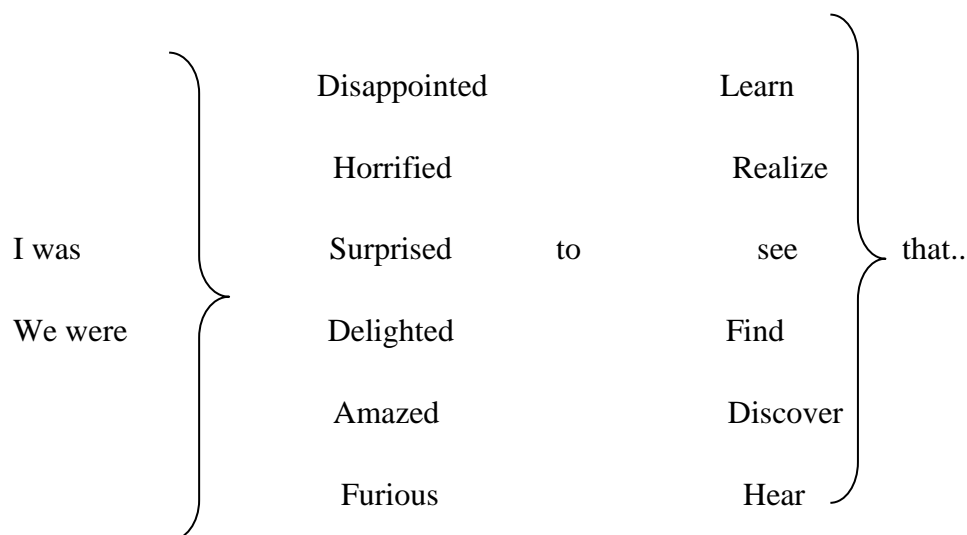 Disappointed Learn
Horrified Realize
I was Surprised to see that..
We were Delighted Find
Amazed Discover
Furious Hear